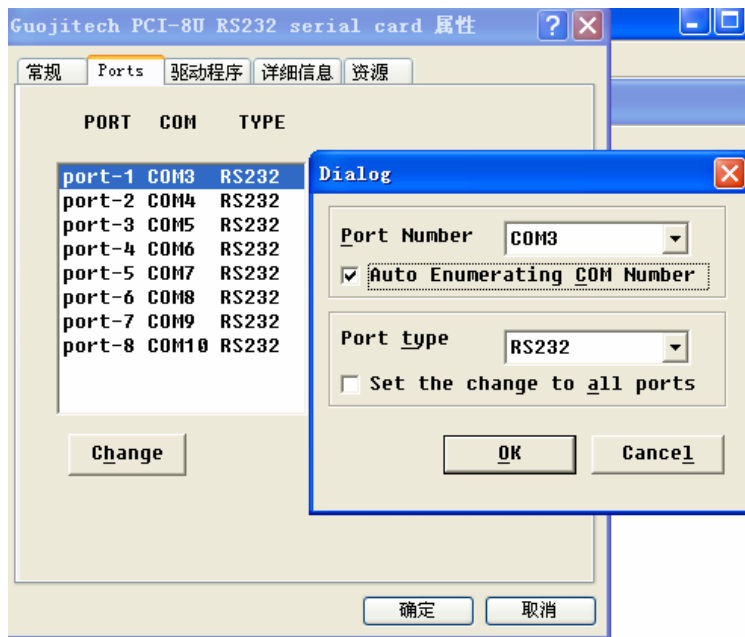 Guojitech PCI-8U RS232 serial card 属性
常规 Ports 驱动程序 详细信息 资源
PORT COM TYPE
port-1 COM3 RS232
port-2 COM4 RS232
port-3 COM5 RS232
port-4 COM6 RS232
port-5 COM7 RS232
port-6 COM8 RS232
port-7 COM9 RS232
port-8 COM10 RS232
Change
Dialog
Port Number COM3
Auto Enumerating COM Number
Port type RS232
Set the change to all ports
OK Cancel
确定 取消